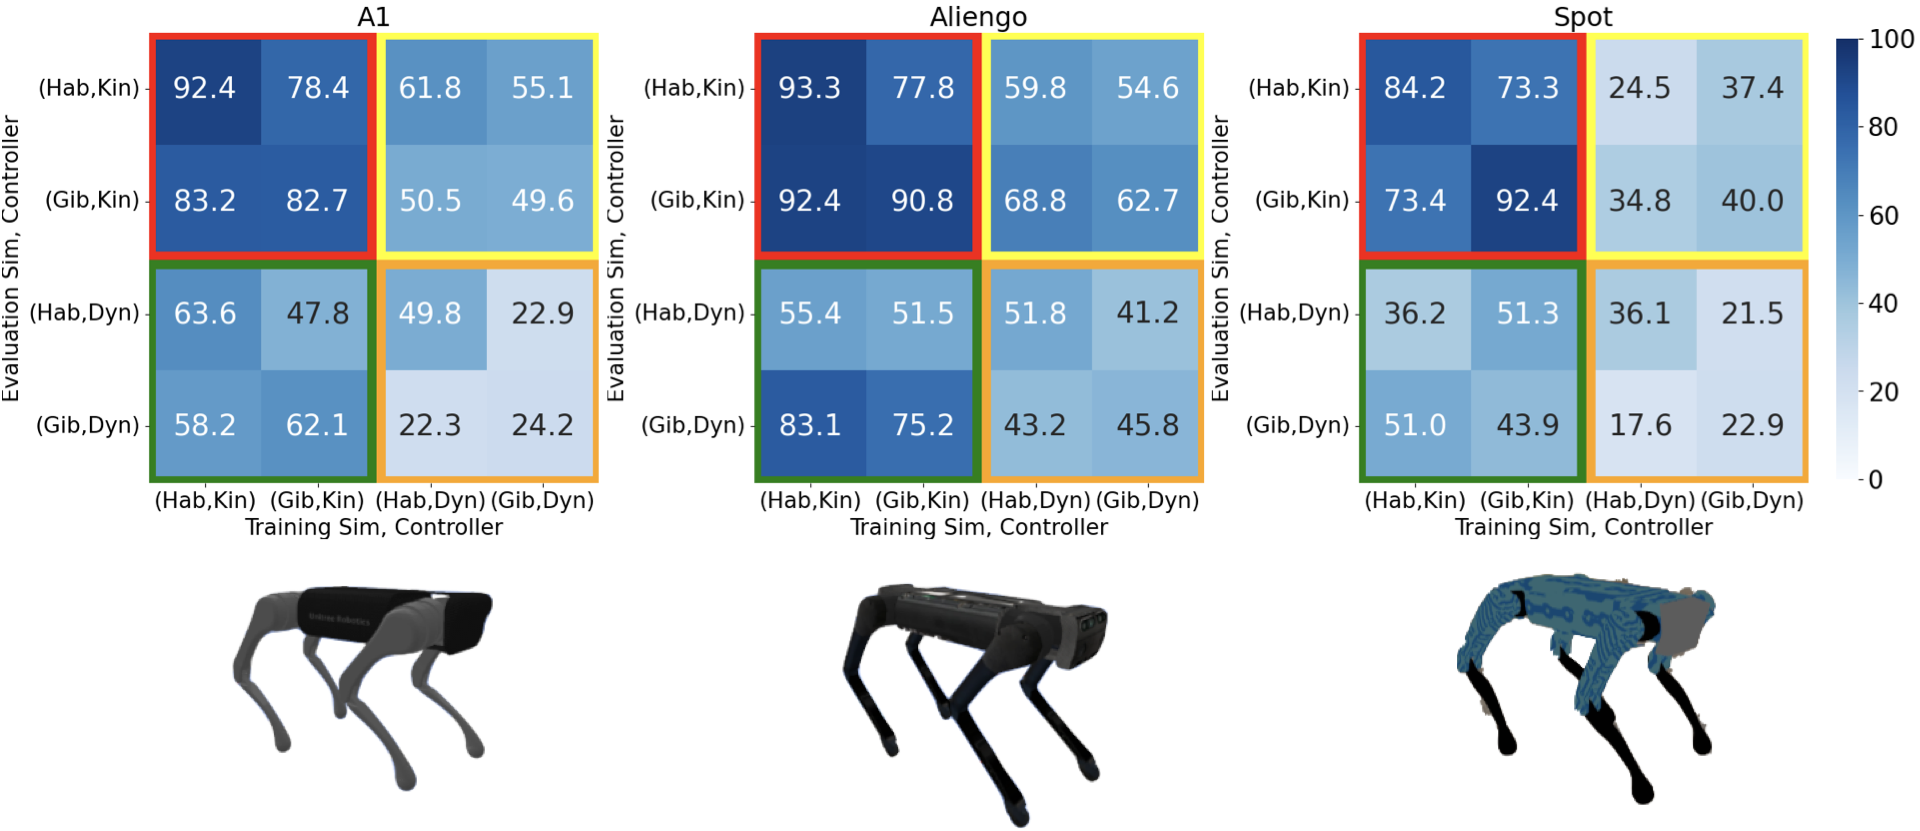 A1 Aliengo Spot
(Hab,Kin) 92.4 78.4 61.8 55.1 (Hab,Kin) 93.3 77.8 59.8 54.6 (Hab,Kin) 84.2 73.3 24.5 37.4 100
80
(Gib,Kin) 83.2 82.7 50.5 49.6 (Gib,Kin) 92.4 90.8 68.8 62.7 (Gib,Kin) 73.4 92.4 34.8 40.0 60
Evaluation Sim, Controller Evaluation Sim, Controller Evaluation Sim, Controller
(Hab,Dyn) 63.6 47.8 49.8 22.9 (Hab,Dyn) 55.4 51.5 51.8 41.2 (Hab,Dyn) 36.2 51.3 36.1 21.5 40
20
(Gib,Dyn) 58.2 62.1 22.3 24.2 (Gib,Dyn) 83.1 75.2 43.2 45.8 (Gib,Dyn) 51.0 43.9 17.6 22.9 0
(Hab,Kin) (Gib,Kin) (Hab,Dyn) (Gib,Dyn) (Hab,Kin) (Gib,Kin) (Hab,Dyn) (Gib,Dyn) (Hab,Kin) (Gib,Kin) (Hab,Dyn) (Gib,Dyn)
Training Sim, Controller Training Sim, Controller Training Sim, Controller